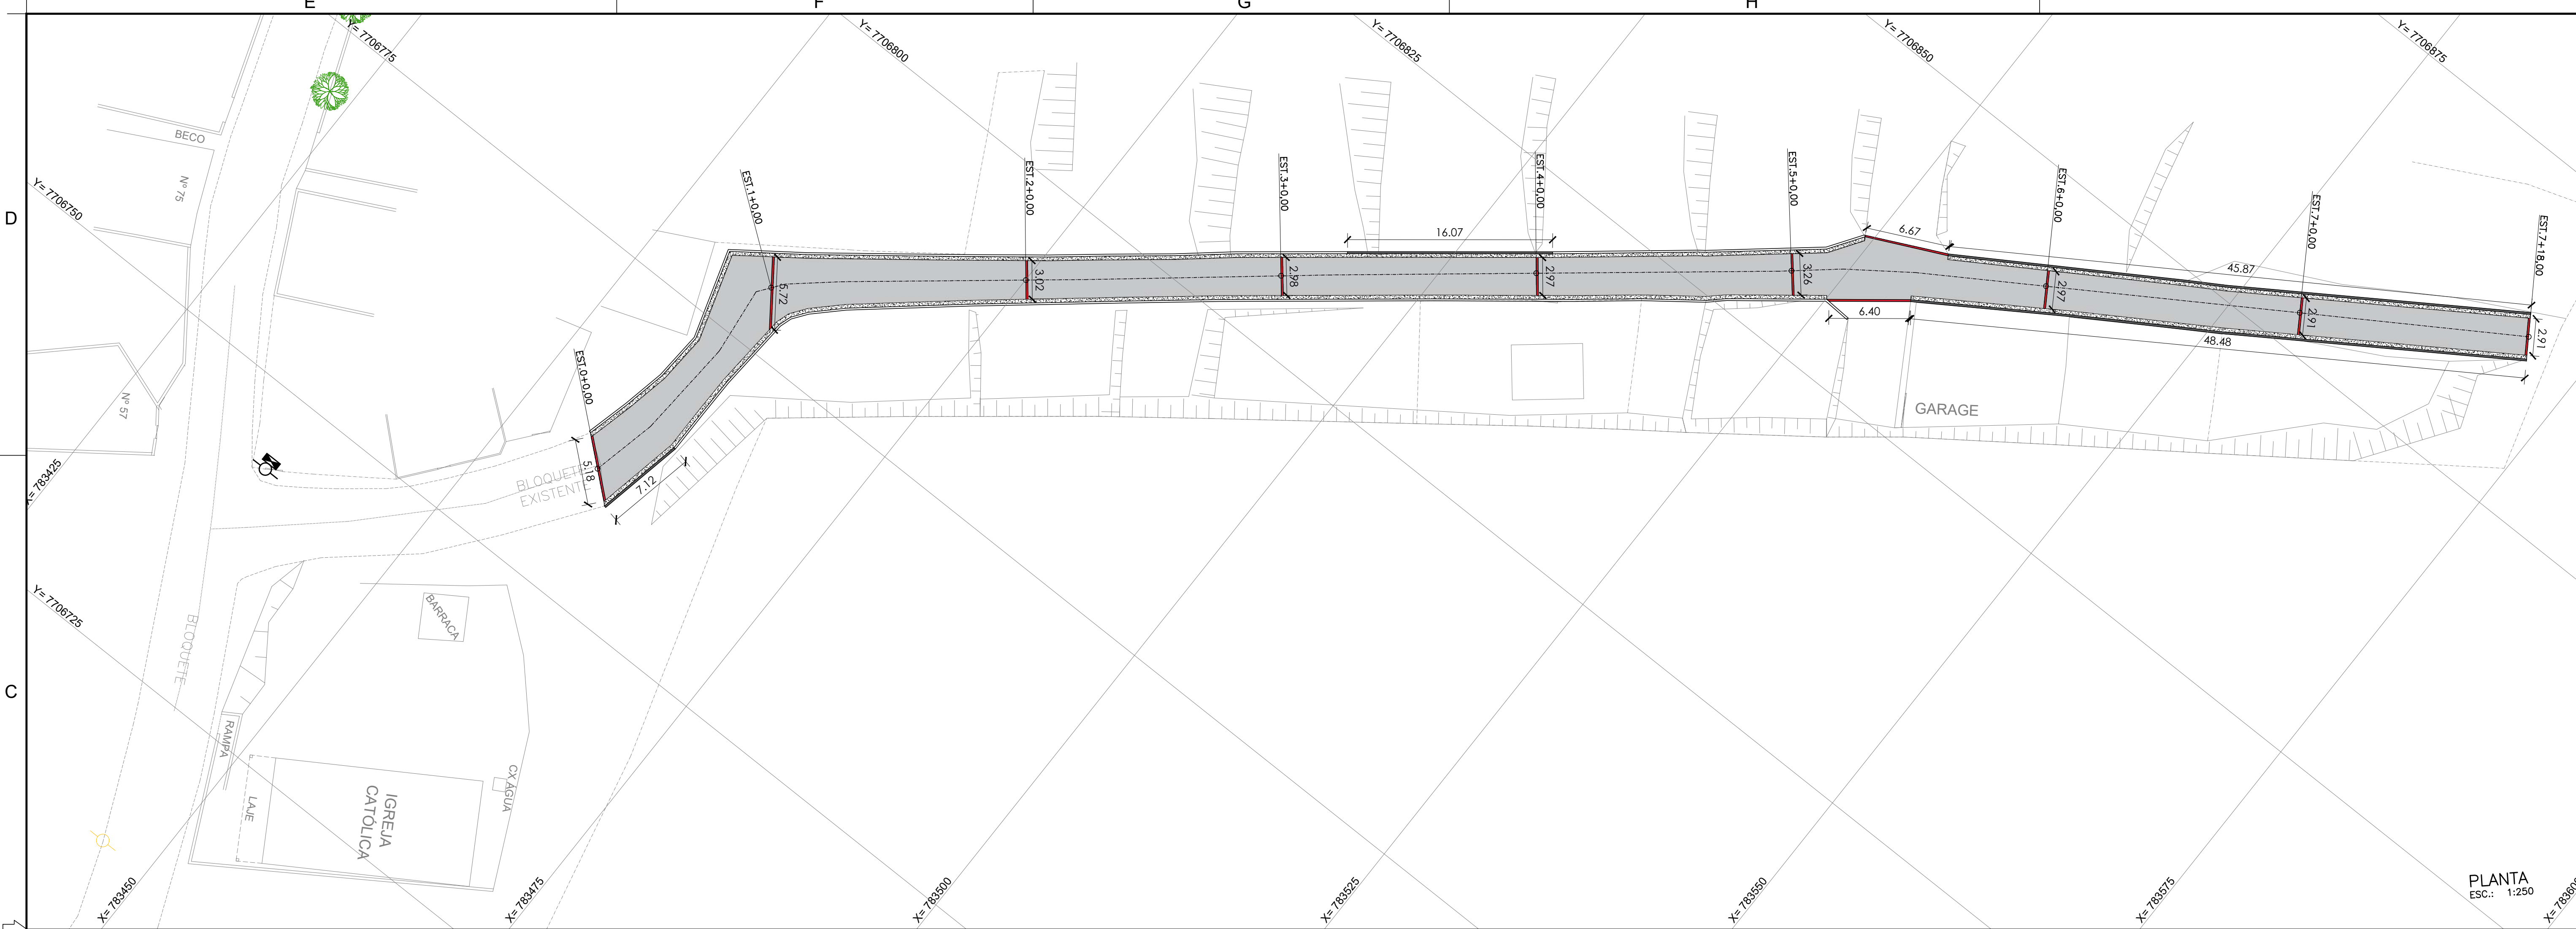 E
F
G
H
Y= 7706775
Y= 7706800
Y= 7706825
Y= 7706850
Y= 7706875
BECO
Nº 75
Y= 7706750
D
EST.1+0,00
EST.2+0,00
EST.3+0,00
EST.4+0,00
EST.5+0,00
EST.6+0,00
EST.7+0,00
EST.7+18,00
16.07
6.67
45.87
5.72
3.02
2.98
2.97
3.26
2.97
2.91
2.91
6.40
48.48
EST.0+0,00
Nº 57
GARAGE
5.18
7.12
BLOQUETE
EXISTENTE
X= 783425
Y= 7706725
BARRACA
BLOQUETE
C
RAMPA
LAJE
IGREJA
CATÓLICA
CX.ÁGUA
X= 783450
X= 783475
X= 783500
X= 783525
X= 783550
X= 783575
PLANTA
ESC.: 1:250